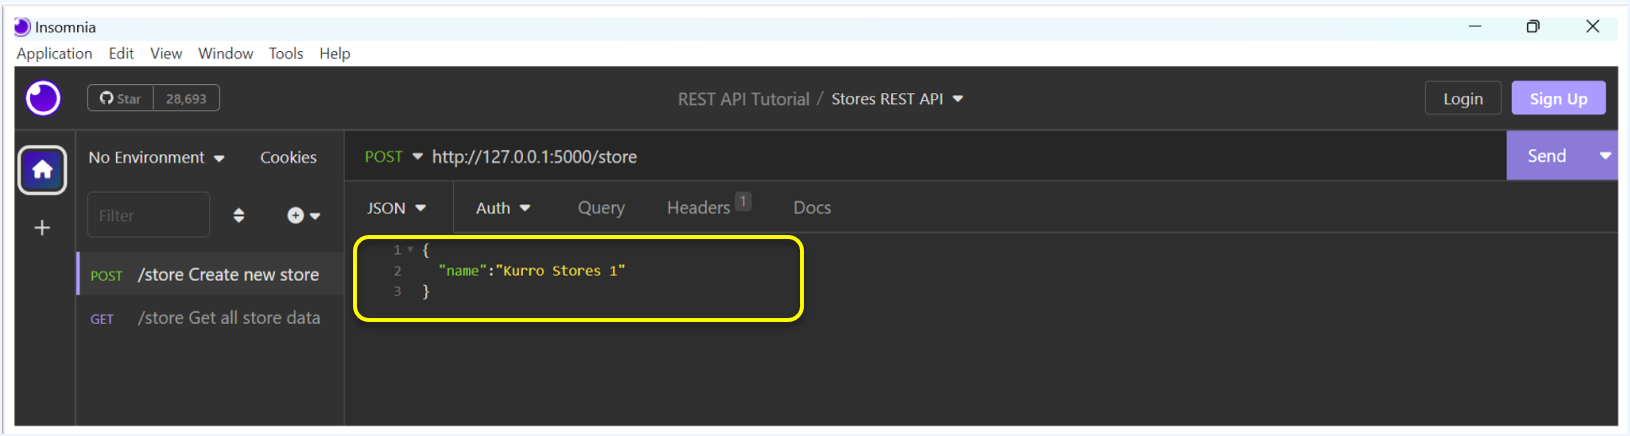 Insomnia
Application Edit View Window Tools Help
Star 28,693 REST API Tutorial / Stores REST API Login Sign Up
No Environment Cookies POST http://127.0.0.1:5000/store Send
Filter JSON Auth Query Headers 1 Docs
1 {
2 "name":"Kurro Stores 1"
3 }
POST /store Create new store
GET /store Get all store data